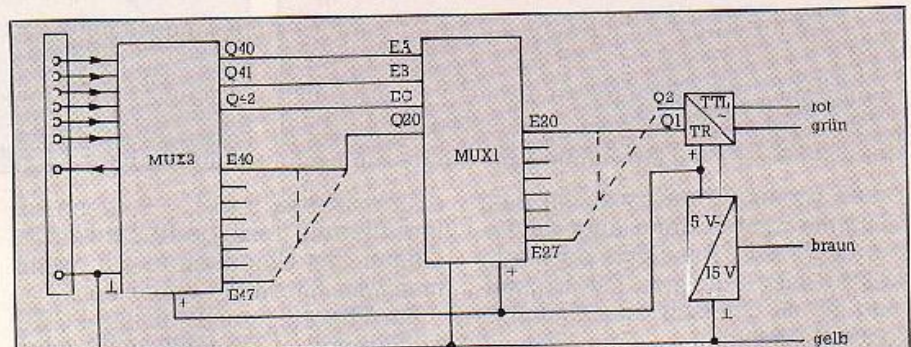 Q40
Q41
Q42
MUX3
E40
E47
⊥
+
EA
EB
EC
Q20
MUX1
E20
E27
+
Q2
Q1
TTL
~
TR
+
5 V-
15 V
⊥
rot
grün
braun
gelb